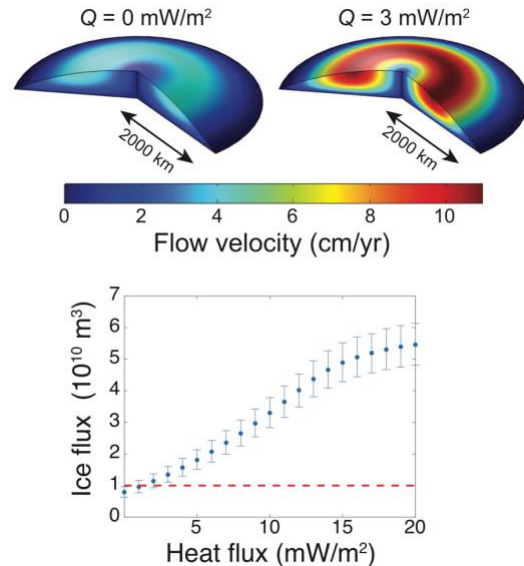 Q = 0 mW/m² Q = 3 mW/m²
2000 km 2000 km
0 2 4 6 8 10
Flow velocity (cm/yr)
7
6
5
4
3
2
1
0
Ice flux (10¹⁰ m³)
5 10 15 20
Heat flux (mW/m²)